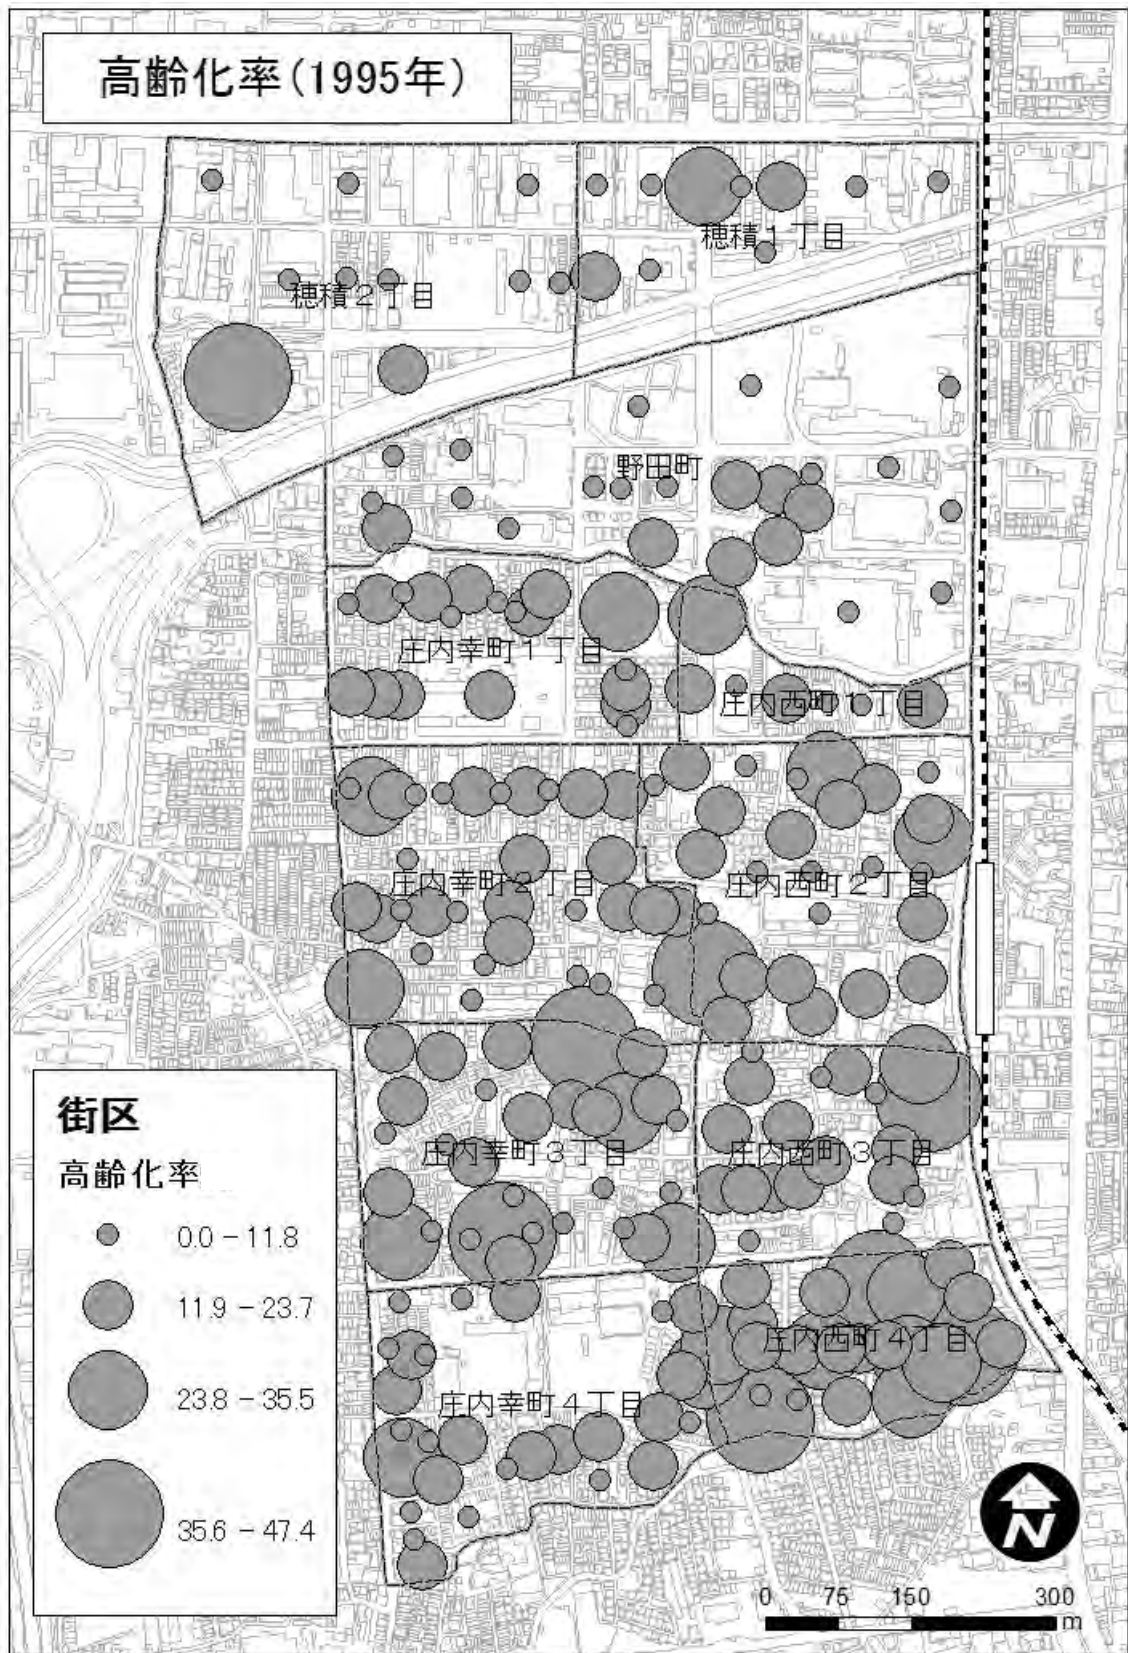 高齢化率(1995年)
穂積1丁目
穂積2丁目
野田町
庄内幸町1丁目
庄内西町1丁目
庄内幸町2丁目
庄内西町2丁目
庄内幸町3丁目
庄内西町3丁目
庄内西町4丁目
庄内幸町4丁目
街区
高齢化率
0.0 - 11.8
11.9 - 23.7
23.8 - 35.5
35.6 - 47.4
N
0 75 150 300
m